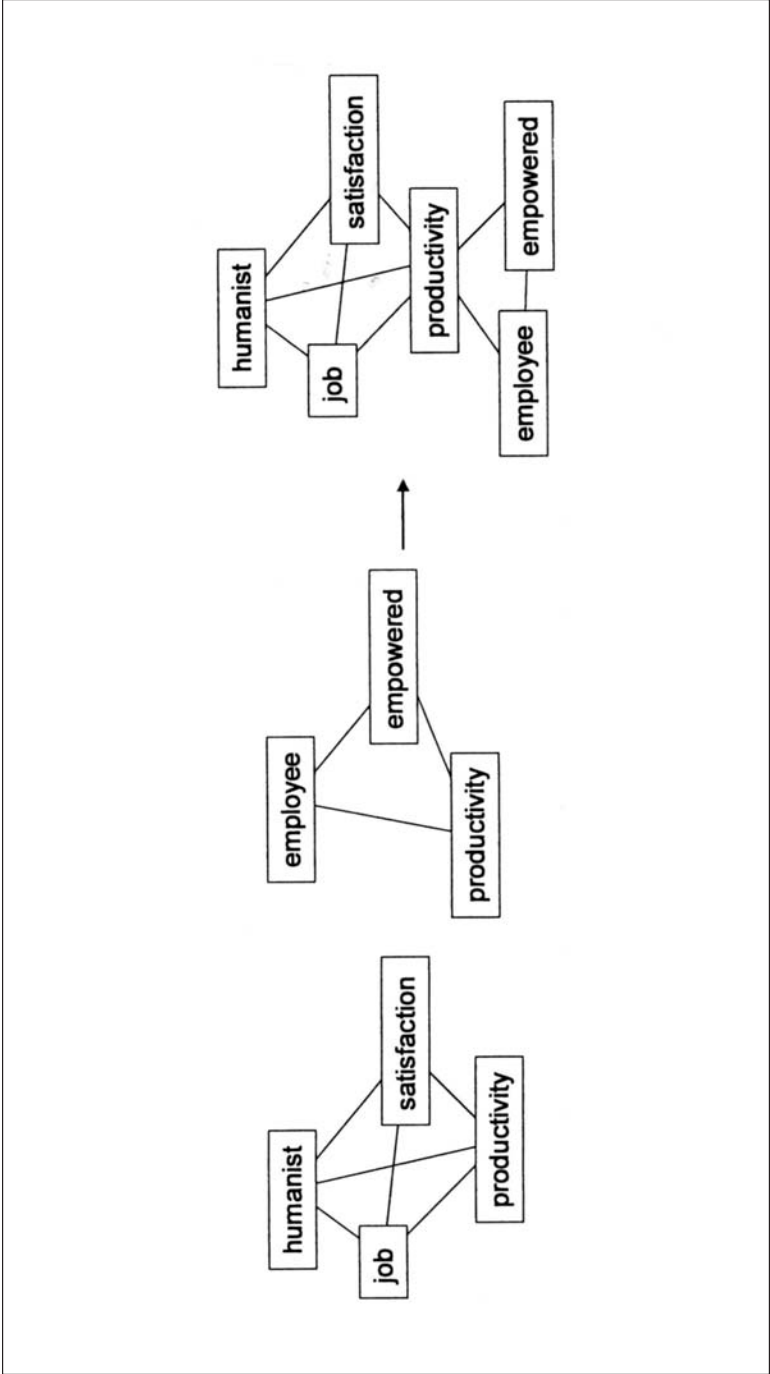 humanist
job
satisfaction
productivity
employee
empowered
productivity
humanist
job
satisfaction
productivity
employee
empowered